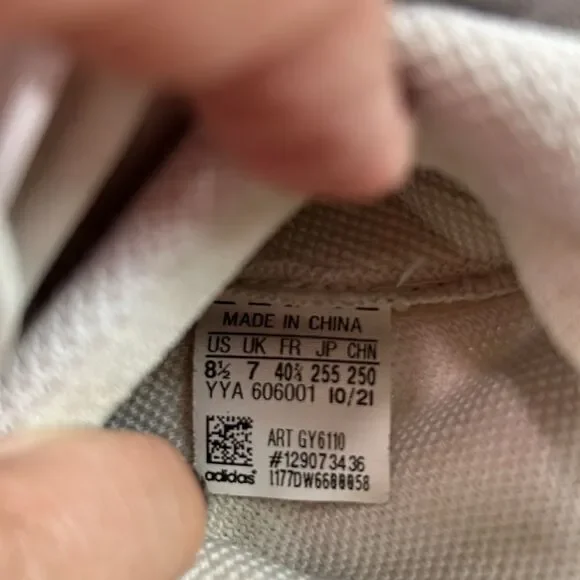 MADE IN CHINA
US UK FR JP CHN
8½ 7 40⅔ 255 250
YYA 606001 10/21
ART GY6110
#129073436
adidas